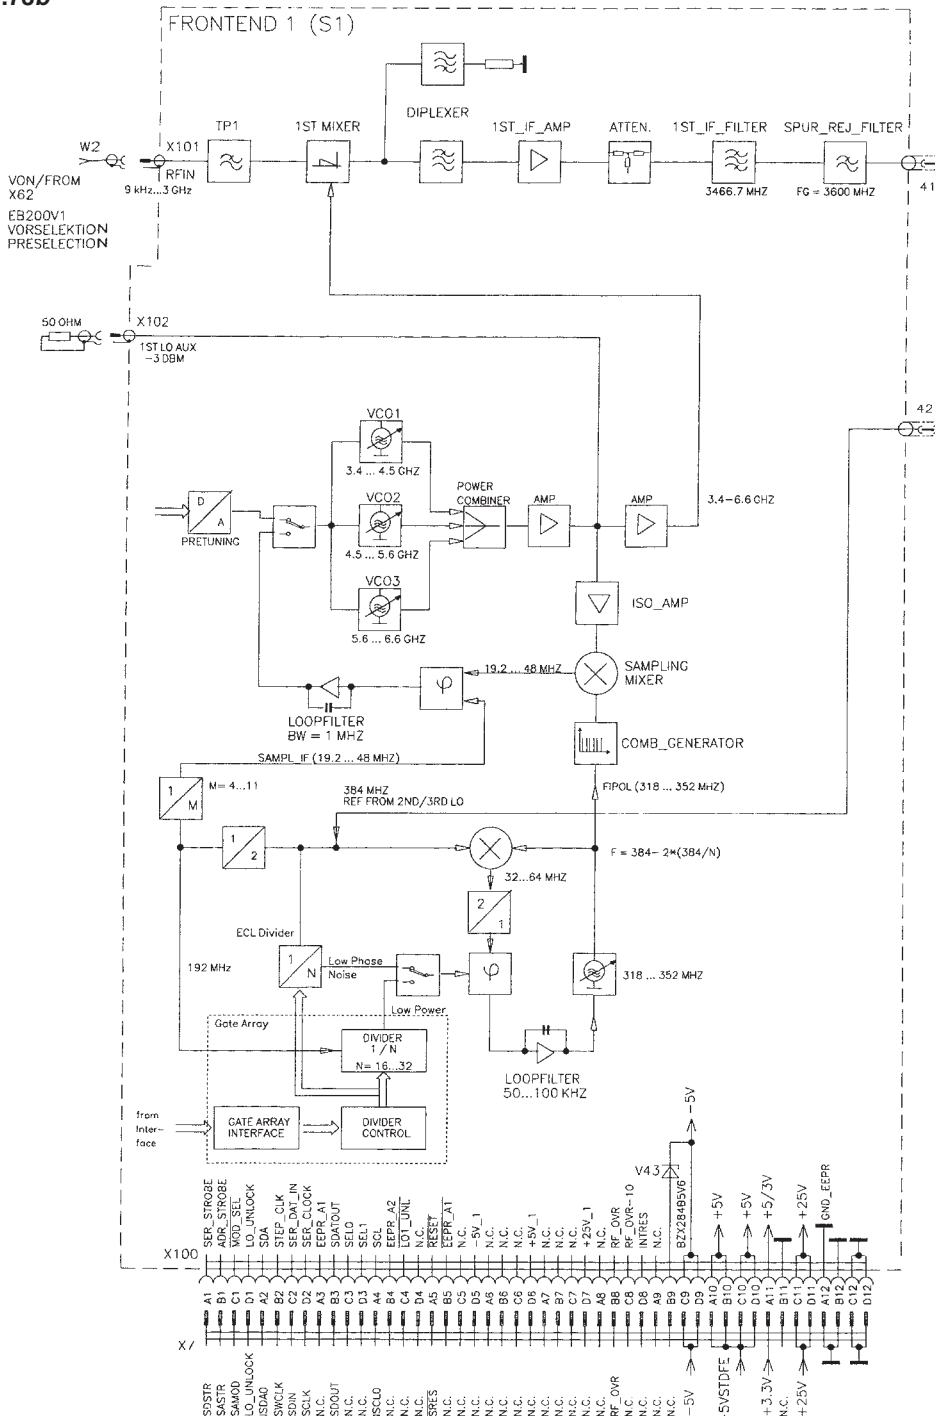 .75b
FRONTEND 1 (S1)
DIPLEXER
TP1
1ST MIXER
1ST_IF_AMP
ATTEN.
1ST_IF_FILTER
SPUR_REJ_FILTER
W2
X101
RFIN
9 kHz...3 GHz
3466.7 MHZ
FG = 3600 MHZ
41
VON/FROM
X62
EB200V1
VORSELEKTION
PRESELECTION
50 OHM
X102
1ST LO AUX
-3 DBM
42
VCO1
3.4 ... 4.5 GHZ
D
A
PRETUNING
VCO2
4.5 ... 5.6 GHZ
POWER
COMBINER
AMP
AMP
3.4-6.6 GHZ
VCO3
5.6 ... 6.6 GHZ
ISO_AMP
19.2 ... 48 MHZ
SAMPLING
MIXER
φ
LOOPFILTER
BW = 1 MHZ
COMB_GENERATOR
SAMPL_IF (19.2 ... 48 MHZ)
1
M
M= 4...11
384 MHZ
REF FROM 2ND/3RD LO
FIPOL (318 ... 352 MHZ)
1
2
F = 384- 2*(384/N)
32...64 MHZ
2
1
ECL Divider
192 MHz
1
N
Low Phase
Noise
φ
318 ... 352 MHZ
Low Power
Gate Array
DIVIDER
1 / N
N= 16...32
LOOPFILTER
50...100 KHZ
from
Inter-
face
GATE ARRAY
INTERFACE
DIVIDER
CONTROL
V43
BZX284B5V6
-5V
+5V
+5V
+5/3V
+25V
GND_EEPR
SER_STROBE
ADR_STROBE
MOD_SEL
LO_UNLOCK
SDA
STEP_CLK
SER_DAT_IN
SER_CLOCK
EEPR_A1
SDATOUT
SEL0
SEL1
SCL
EEPR_A2
LO1_UNL
N.C.
RESET
EEPR_A1
N.C.
-5V_1
N.C.
N.C.
N.C.
+5V_1
N.C.
N.C.
N.C.
+25V_1
N.C.
RF_OVR
RF_OVR-10
INTRES
N.C.
X100
A1
B1
C1
D1
A2
B2
C2
D2
A3
B3
C3
D3
A4
B4
C4
D4
A5
B5
C5
D5
A6
B6
C6
D6
A7
B7
C7
D7
A8
B8
C8
D8
A9
B9
C9
D9
A10
B10
C10
D10
A11
B11
C11
D11
A12
B12
C12
D12
X7
SDSTR
SASTR
SAMOD
LO_UNLOCK
ISDA0
SWCLK
SDIN
SCLK
N.C.
SDOUT
N.C.
N.C.
ISCL0
N.C.
N.C.
N.C.
SRES
N.C.
N.C.
N.C.
N.C.
N.C.
N.C.
N.C.
N.C.
N.C.
N.C.
N.C.
N.C.
RF_OVR
N.C.
N.C.
N.C.
N.C.
-5V
+3.3V
N.C.
+25V